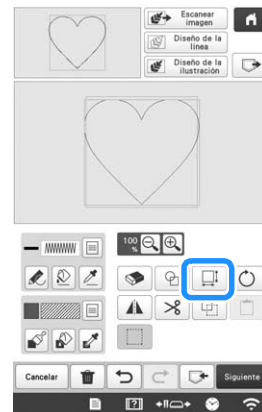 Escanear
imagen
Diseño de la
línea
Diseño de la
ilustración
100
%
Cancelar
Siguiente